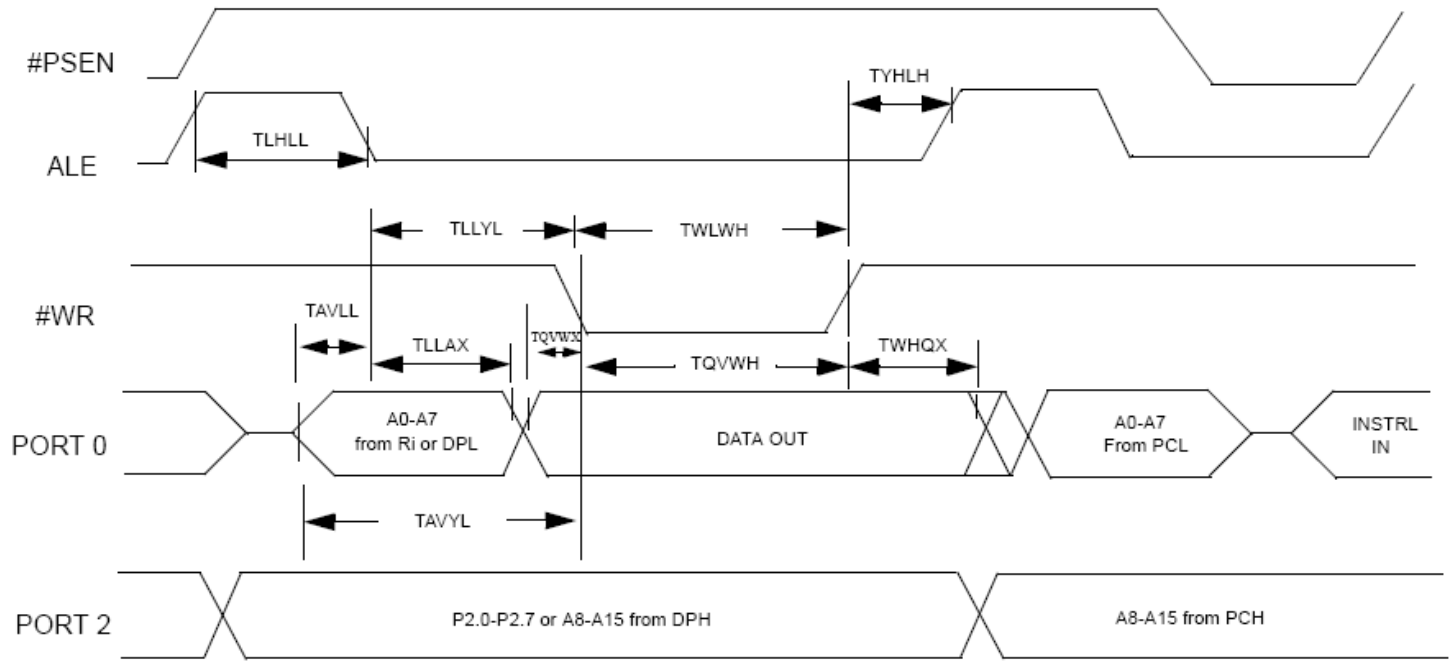 #PSEN
TYHLH
TLHLL
ALE
TLLYL
TWLWH
#WR
TAVLL
TQVWX
TLLAX
TQVWH
TWHQX
PORT 0
A0-A7
from Ri or DPL
DATA OUT
A0-A7
From PCL
INSTRL
IN
TAVYL
PORT 2
P2.0-P2.7 or A8-A15 from DPH
A8-A15 from PCH